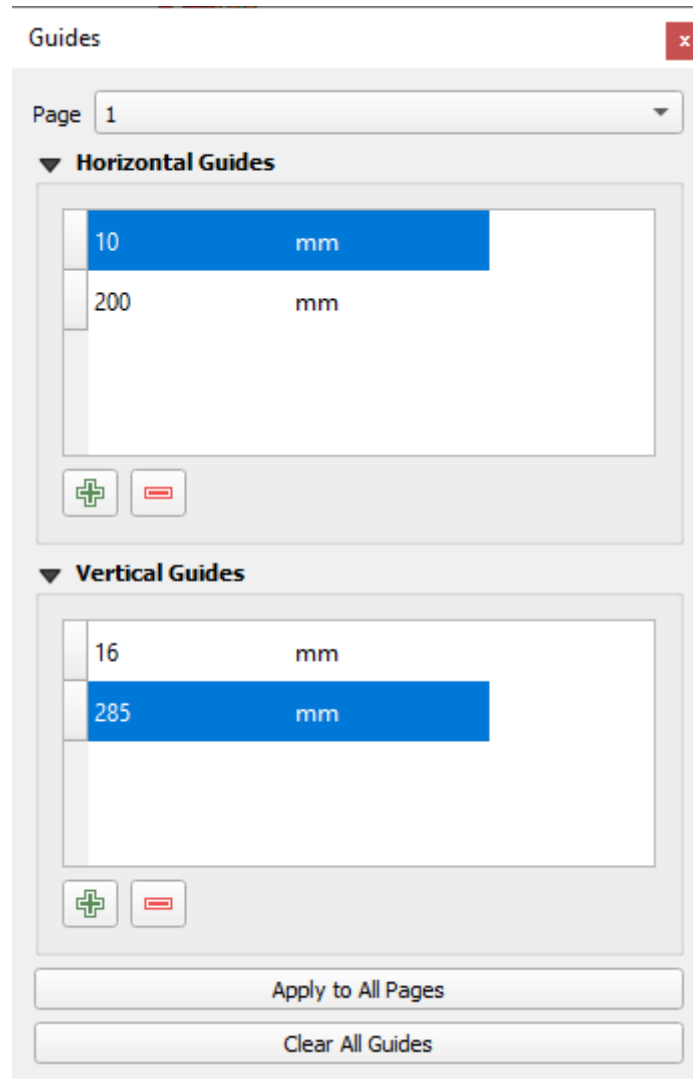 Guides
x
Page 1
Horizontal Guides
10 mm
200 mm
Vertical Guides
16 mm
285 mm
Apply to All Pages
Clear All Guides